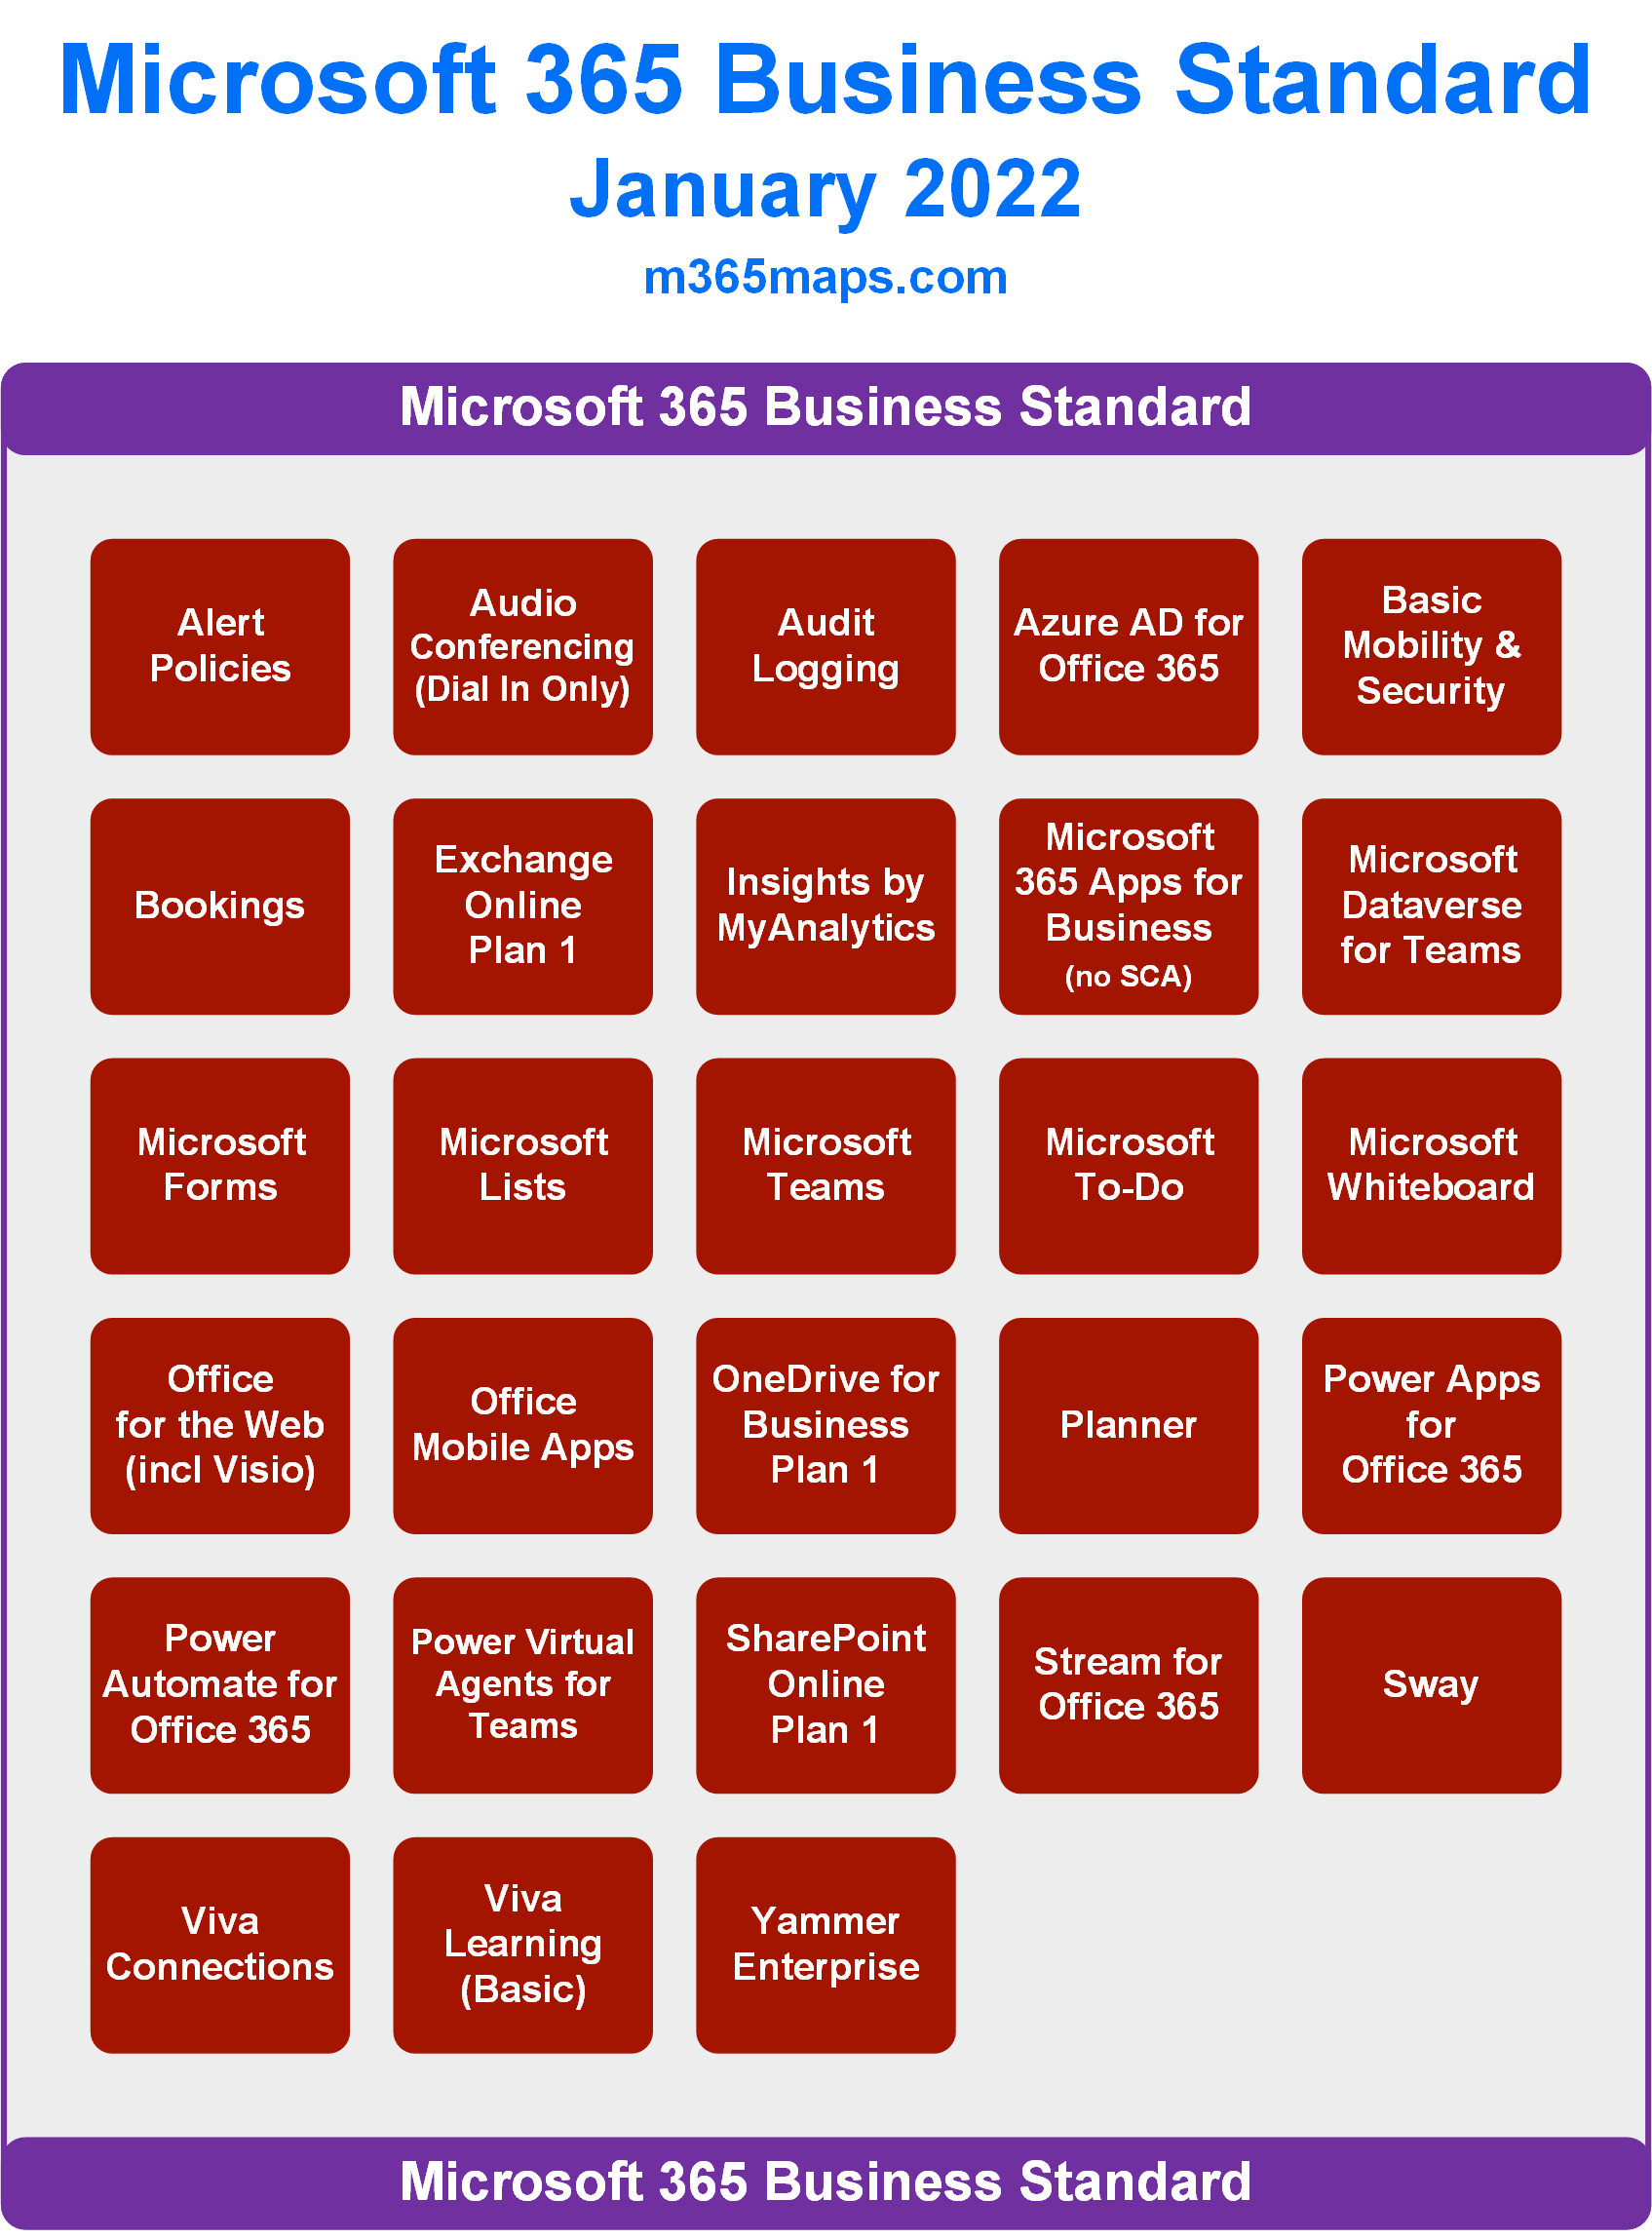 Microsoft 365 Business Standard
January 2022
m365maps.com
Microsoft 365 Business Standard
Alert
Policies
Audio
Conferencing
(Dial In Only)
Audit
Logging
Azure AD for
Office 365
Basic
Mobility &
Security
Bookings
Exchange
Online
Plan 1
Insights by
MyAnalytics
Microsoft
365 Apps for
Business
(no SCA)
Microsoft
Dataverse
for Teams
Microsoft
Forms
Microsoft
Lists
Microsoft
Teams
Microsoft
To-Do
Microsoft
Whiteboard
Office
for the Web
(incl Visio)
Office
Mobile Apps
OneDrive for
Business
Plan 1
Planner
Power Apps
for
Office 365
Power
Automate for
Office 365
Power Virtual
Agents for
Teams
SharePoint
Online
Plan 1
Stream for
Office 365
Sway
Viva
Connections
Viva
Learning
(Basic)
Yammer
Enterprise
Microsoft 365 Business Standard